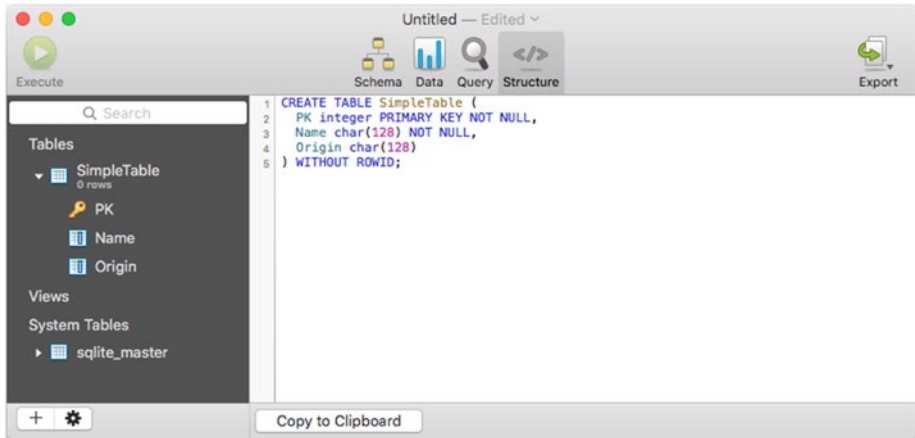 Untitled — Edited
Execute
Schema Data Query Structure
Export
Search
Tables
SimpleTable
0 rows
PK
Name
Origin
Views
System Tables
sqlite_master
1 CREATE TABLE SimpleTable (
2 PK integer PRIMARY KEY NOT NULL,
3 Name char(128) NOT NULL,
4 Origin char(128)
5 ) WITHOUT ROWID;
Copy to Clipboard